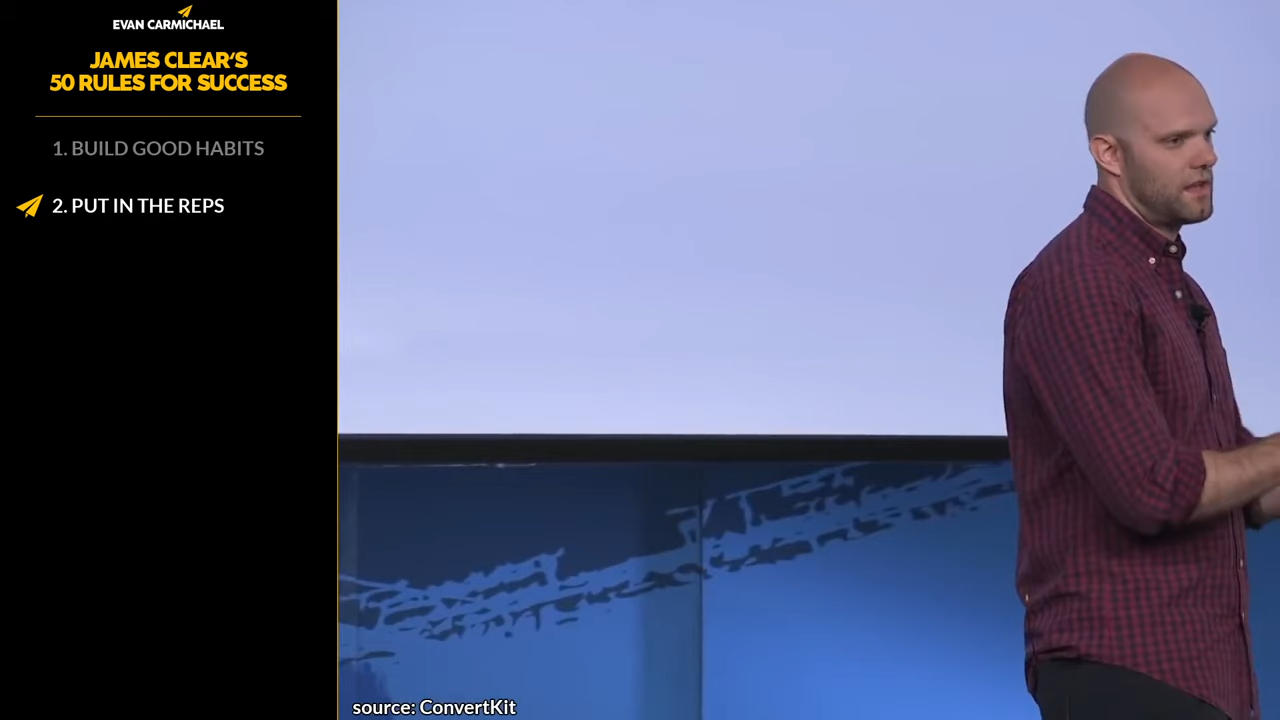 EVAN CARMICHAEL
JAMES CLEAR'S
50 RULES FOR SUCCESS
1. BUILD GOOD HABITS
2. PUT IN THE REPS
source: ConvertKit